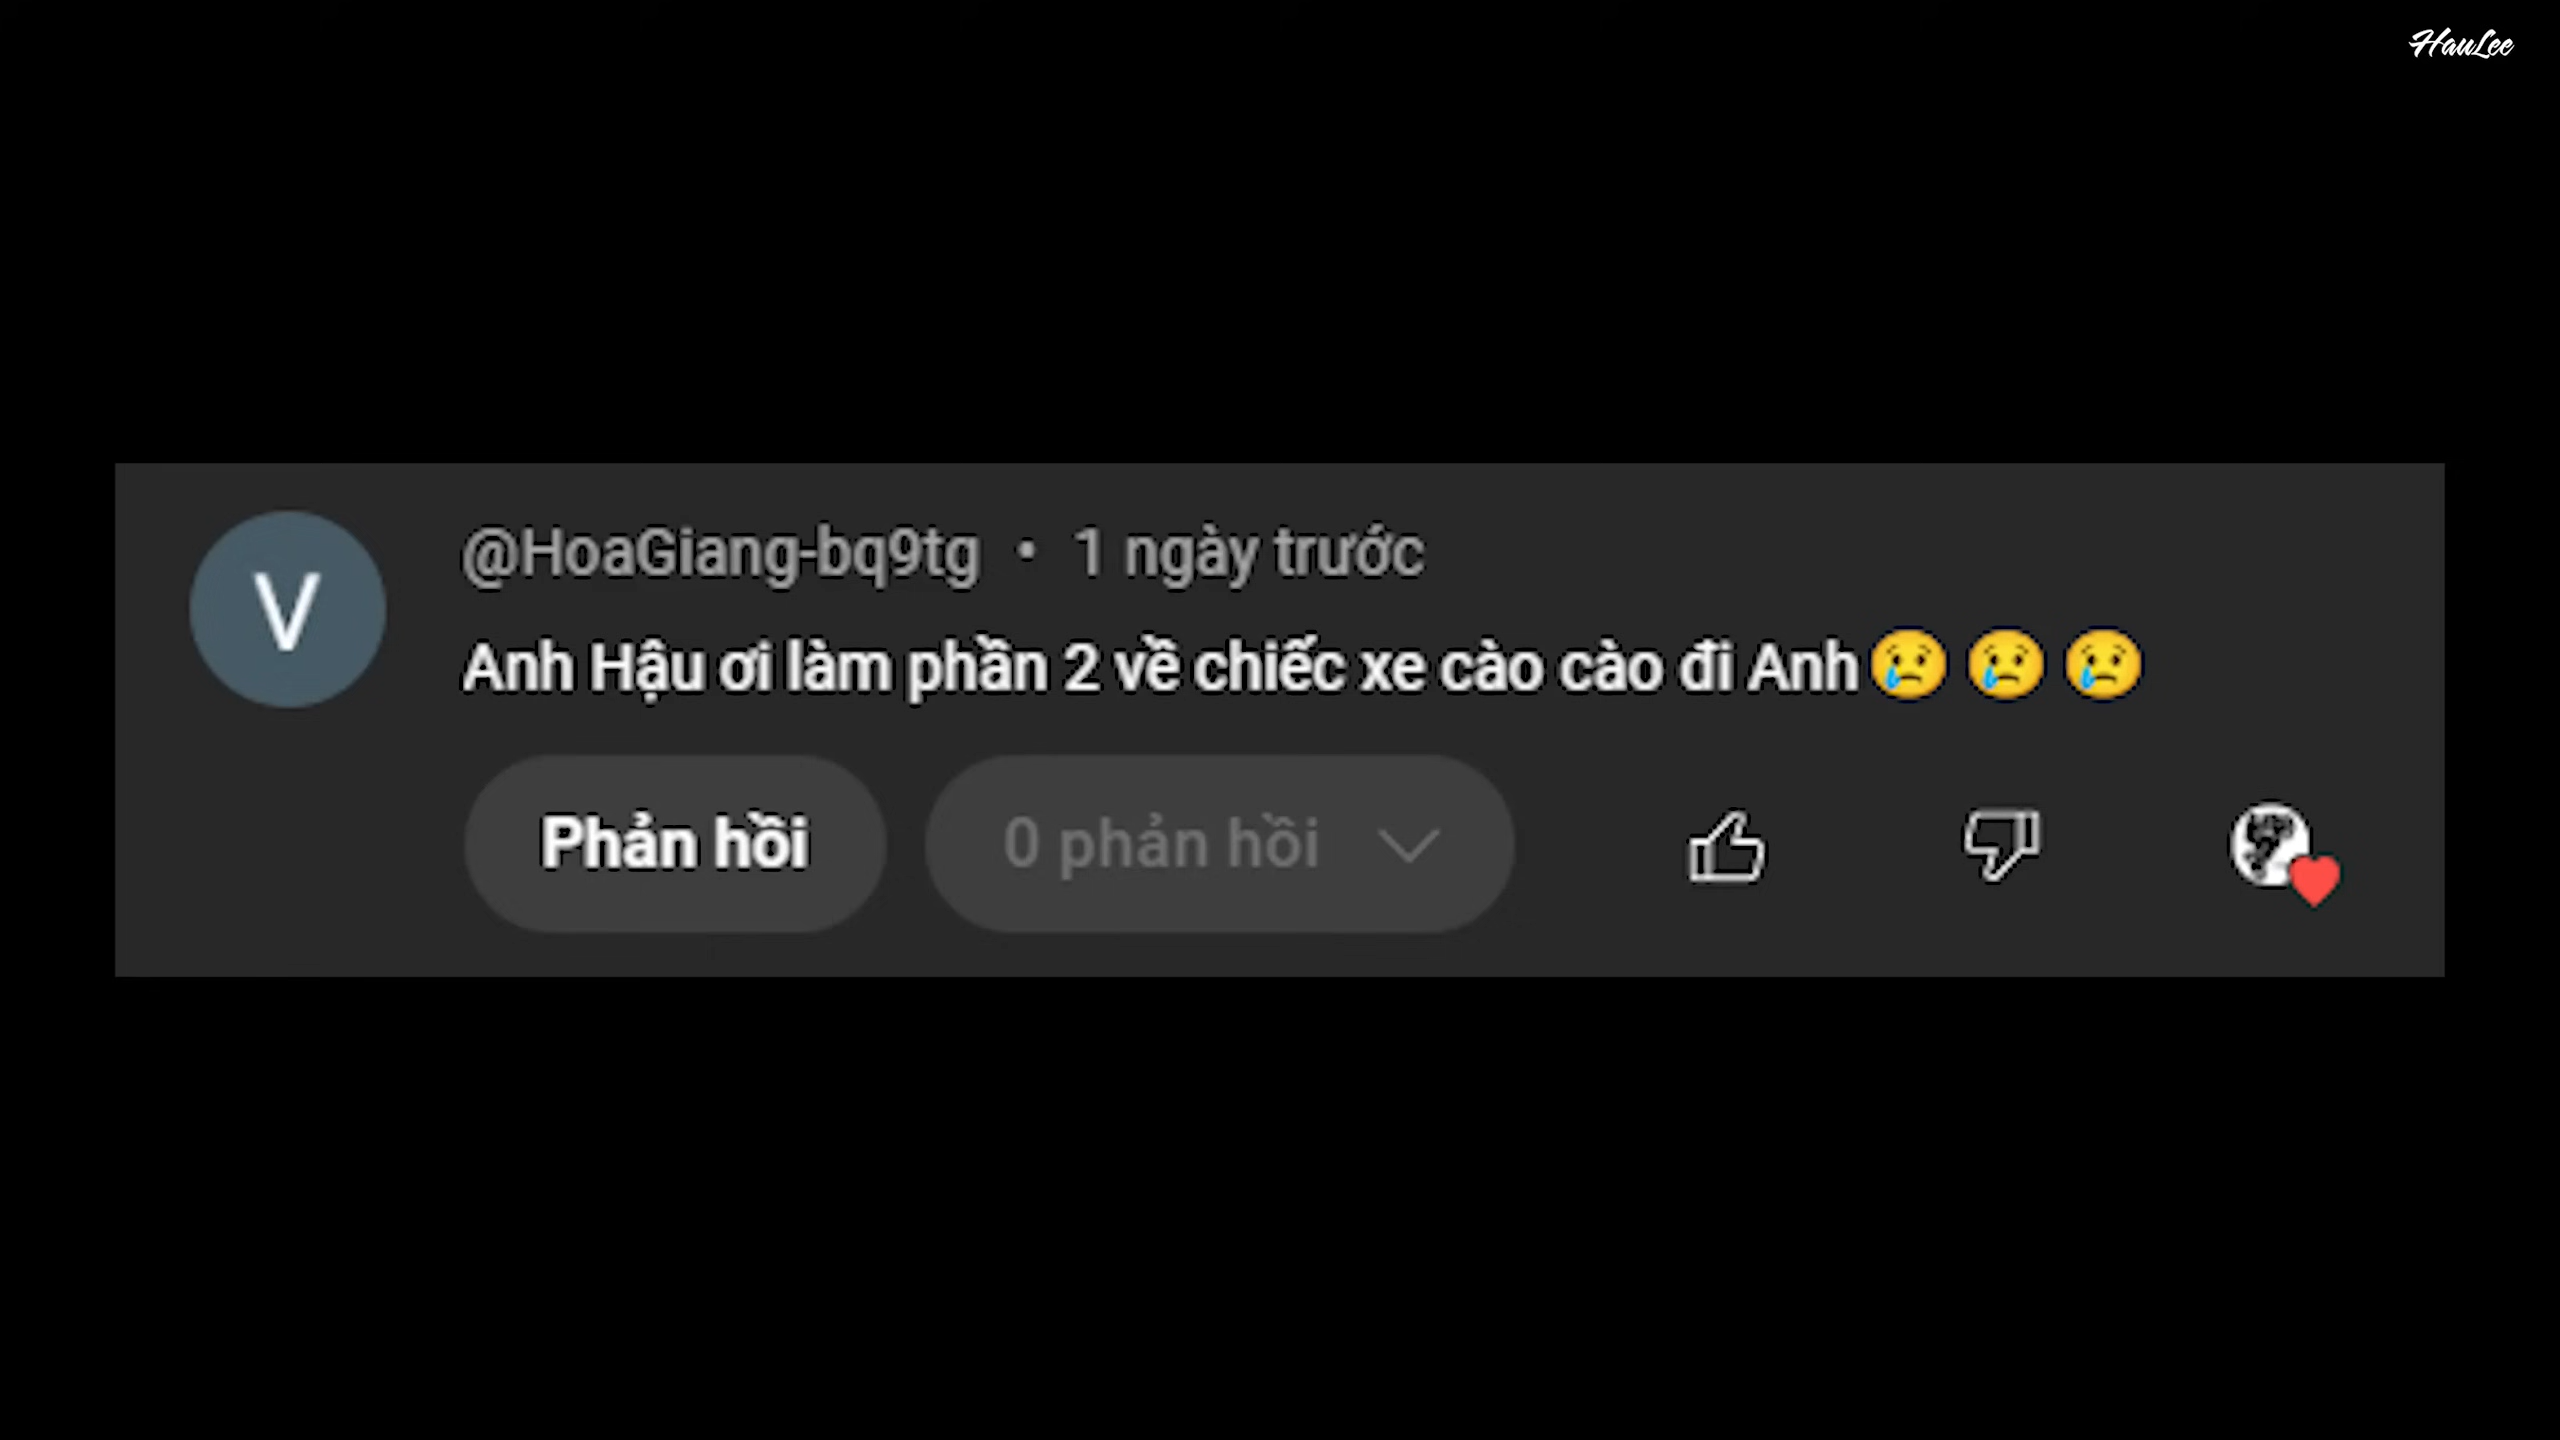 HauLee
V
@HoaGiang-bq9tg • 1 ngày trước
Anh Hậu ơi làm phần 2 về chiếc xe cào cào đi Anh😢😢😢
Phản hồi
0 phản hồi